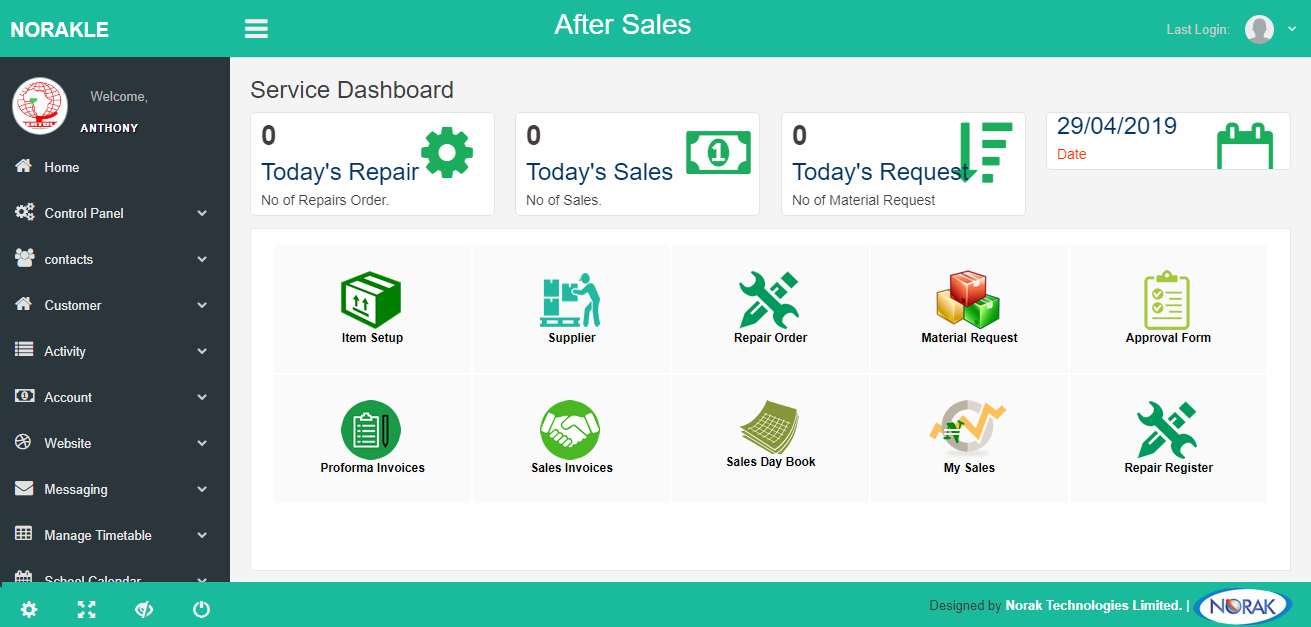 NORAKLE
After Sales
Last Login:
Welcome,
ANTHONY
Home
Control Panel
contacts
Customer
Activity
Account
Website
Messaging
Manage Timetable
School Calendar
Service Dashboard
0
Today's Repair
No of Repairs Order.
0
1
Today's Sales
No of Sales.
0
Today's Request
No of Material Request
29/04/2019
Date
Item Setup
Supplier
Repair Order
Material Request
Approval Form
Proforma Invoices
Sales Invoices
Sales Day Book
My Sales
Repair Register
Designed by Norak Technologies Limited. |
NORAK